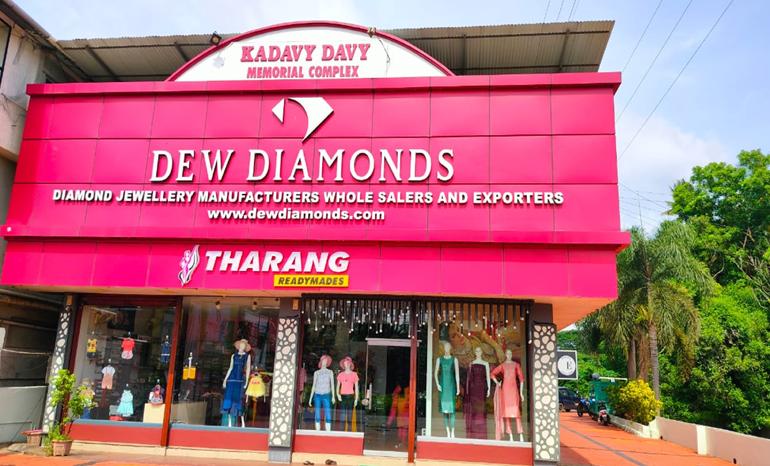 KADAVY DAVY
MEMORIAL COMPLEX
DEW DIAMONDS
DIAMOND JEWELLERY MANUFACTURERS WHOLE SALERS AND EXPORTERS
www.dewdiamonds.com
THARANG
READYMADES
E